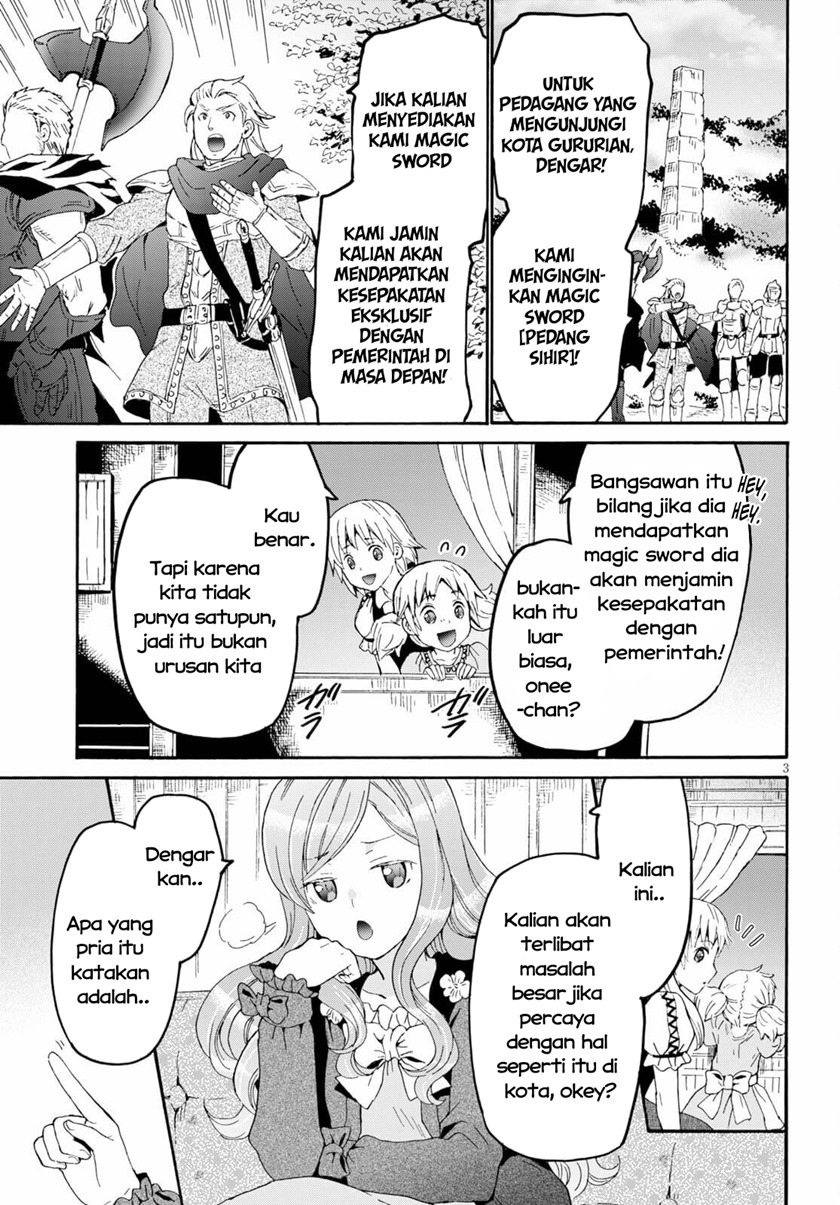 UNTUK
PEDAGANG YANG
MENGUNJUNGI
KOTA GURURIAN,
DENGAR!
KAMI
MENGINGIN-
KAN MAGIC
SWORD
[PEDANG
SIHIR]!
JIKA KALIAN
MENYEDIAKAN
KAMI MAGIC
SWORD
KAMI JAMIN
KALIAN AKAN
MENDAPATKAN
KESEPAKATAN
EKSKLUSIF
DENGAN
PEMERINTAH DI
MASA DEPAN!
HEY,
HEY.
Bangsawan itu
bilang jika dia
mendapatkan
magic sword dia
akan menjamin
kesepakatan
dengan
pemerintah!
bukan-
kah itu
luar
biasa,
onee
-chan?
Kau
benar.
Tapi karena
kita tidak
punya satupun,
jadi itu bukan
urusan kita
ガラ
ガラ
3
Kalian
ini..
Kalian akan
terlibat
masalah
besar jika
percaya
dengan hal
seperti itu di
kota, okey?
Dengar
kan..
Apa yang
pria itu
katakan
adalah..